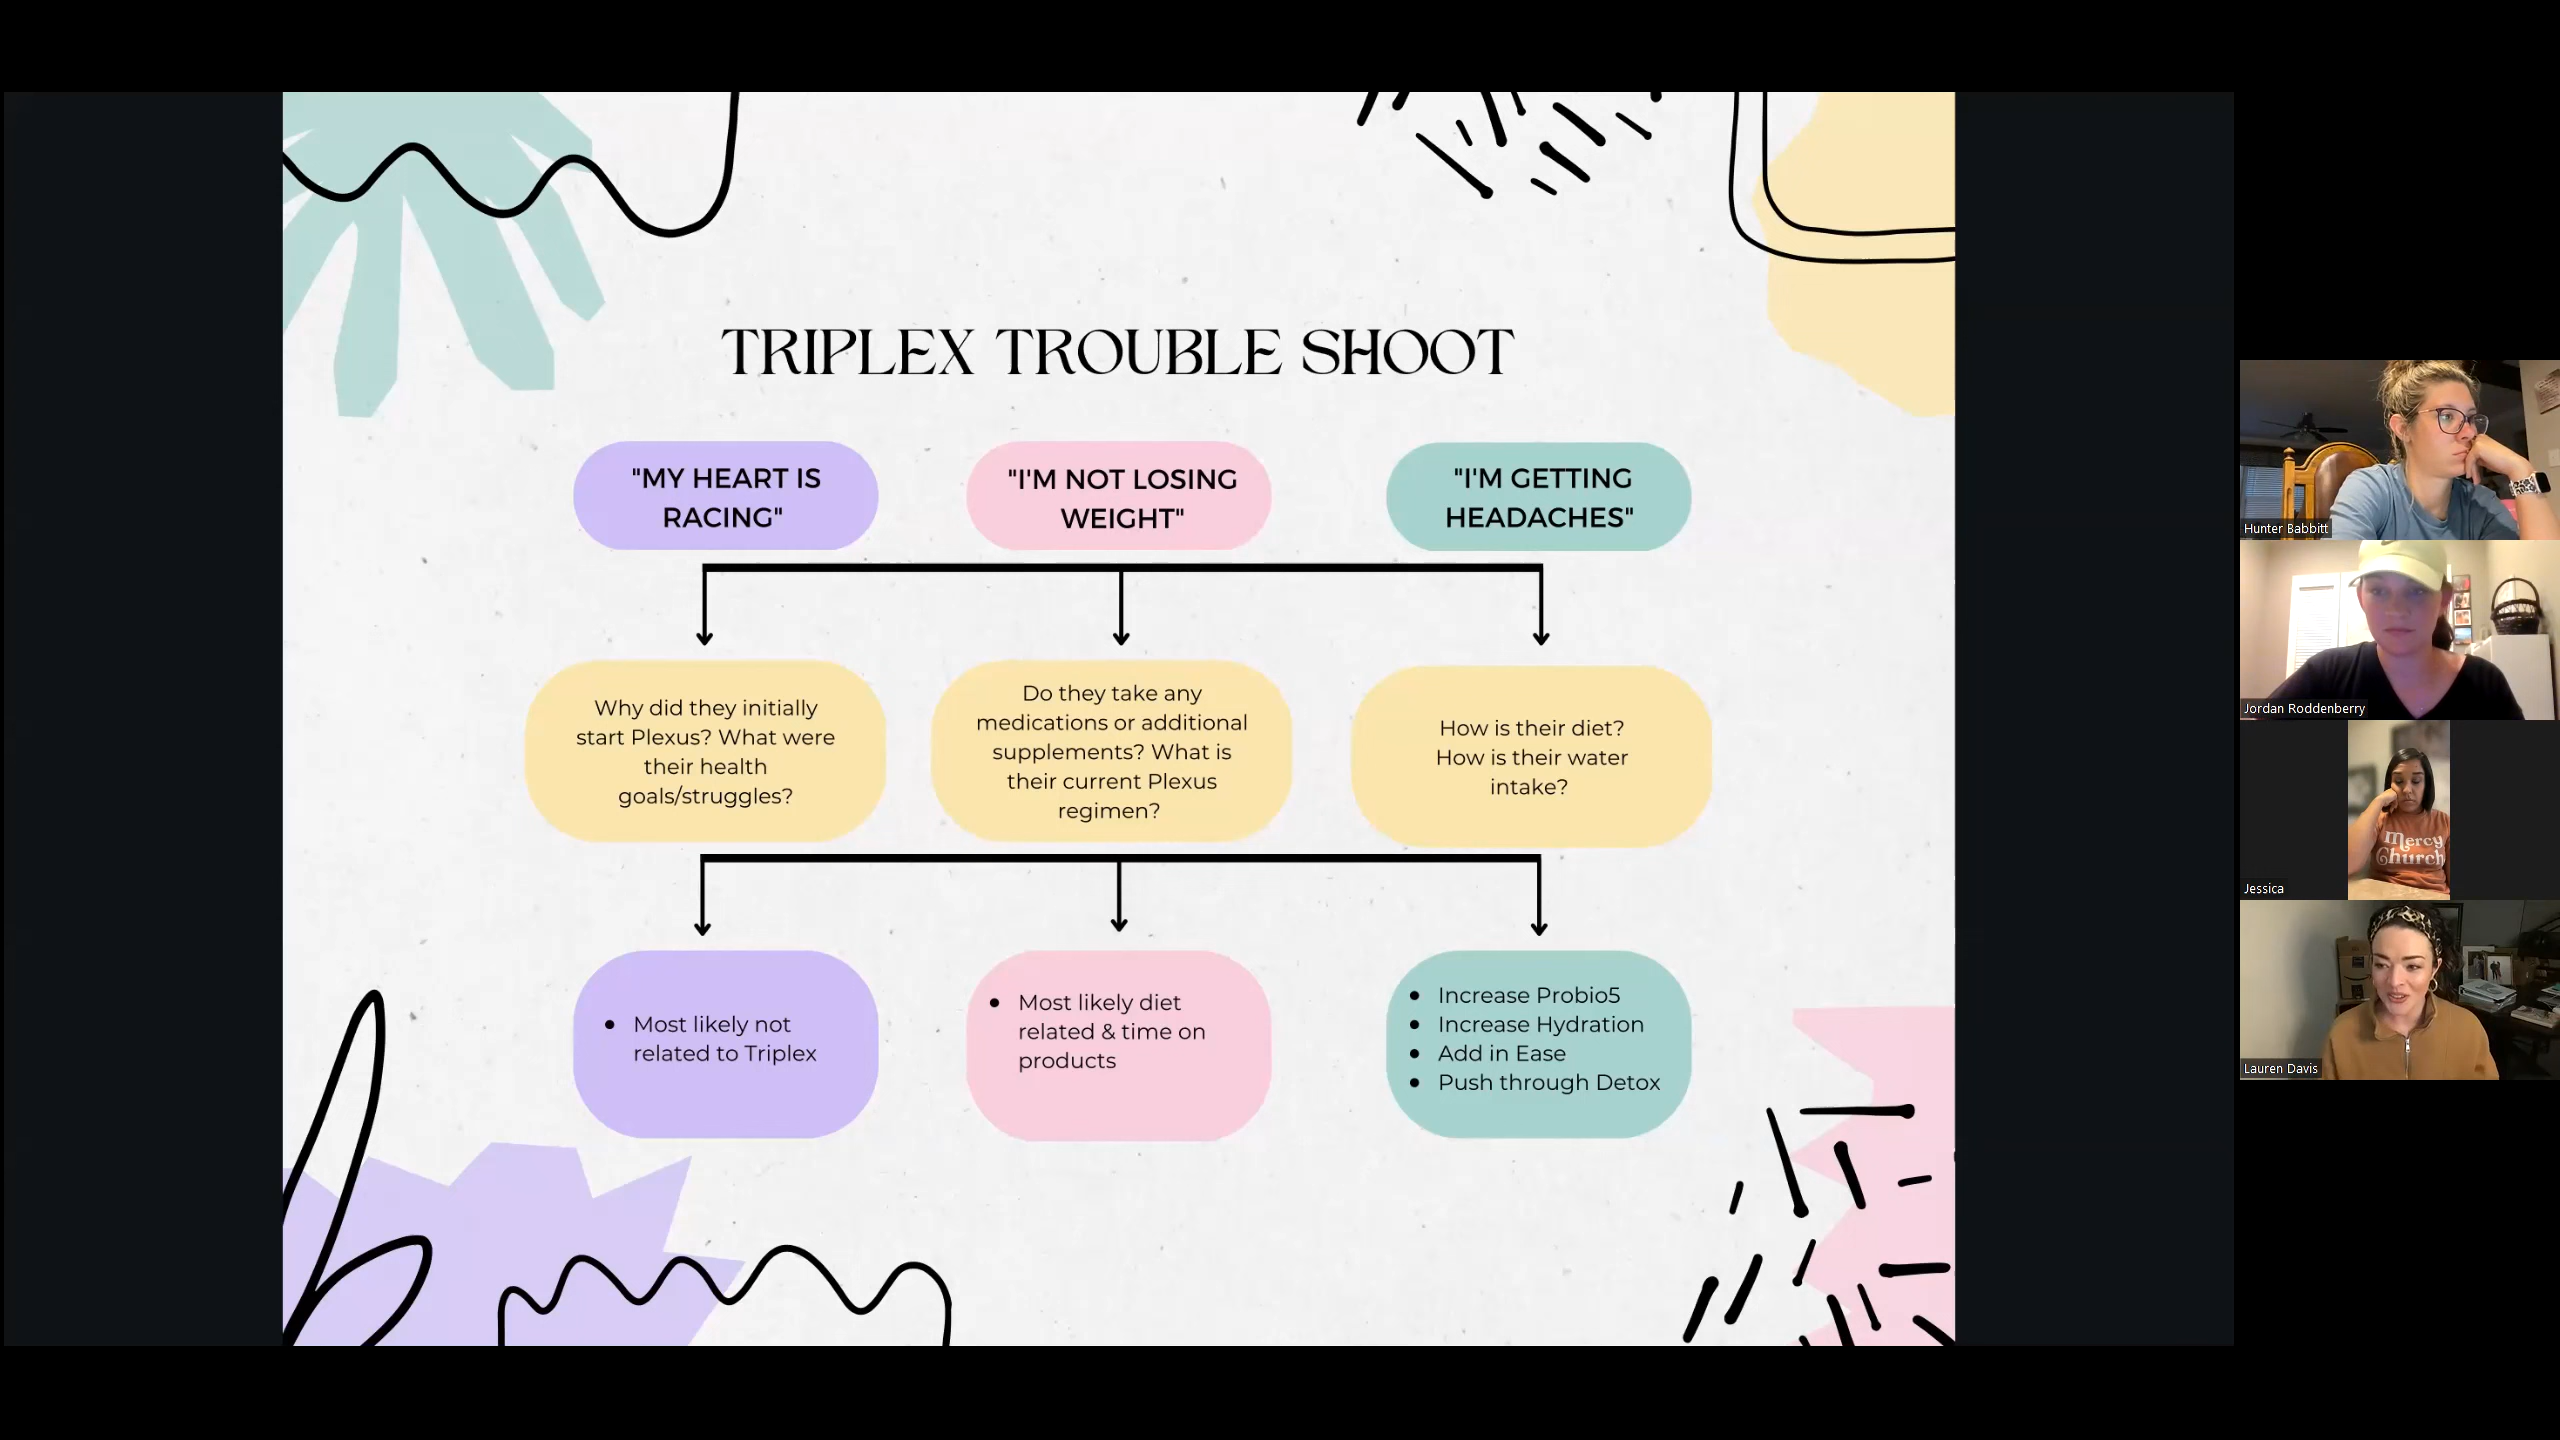 TRIPLEX TROUBLE SHOOT
"MY HEART IS
RACING"
"I'M NOT LOSING
WEIGHT"
"I'M GETTING
HEADACHES"
Why did they initially
start Plexus? What were
their health
goals/struggles?
Do they take any
medications or additional
supplements? What is
their current Plexus
regimen?
How is their diet?
How is their water
intake?
• Most likely not
related to Triplex
• Most likely diet
related & time on
products
• Increase Probio5
• Increase Hydration
• Add in Ease
• Push through Detox
Hunter Babbitt
Jordan Roddenberry
Mercy
Church
Jessica
Lauren Davis